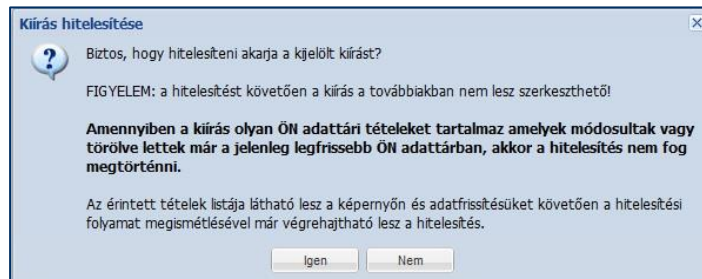 Kiírás hitelesítése
Biztos, hogy hitelesíteni akarja a kijelölt kiírást?
FIGYELEM: a hitelesítést követően a kiírás a továbbiakban nem lesz szerkeszthető!
Amennyiben a kiírás olyan ÖN adattári tételeket tartalmaz amelyek módosultak vagy
törölve lettek már a jelenleg legfrissebb ÖN adattárban, akkor a hitelesítés nem fog
megtörténni.
Az érintett tételek listája látható lesz a képernyőn és adatfrissítésüket követően a hitelesítési
folyamat megismétlésével már végrehajtható lesz a hitelesítés.
Igen Nem